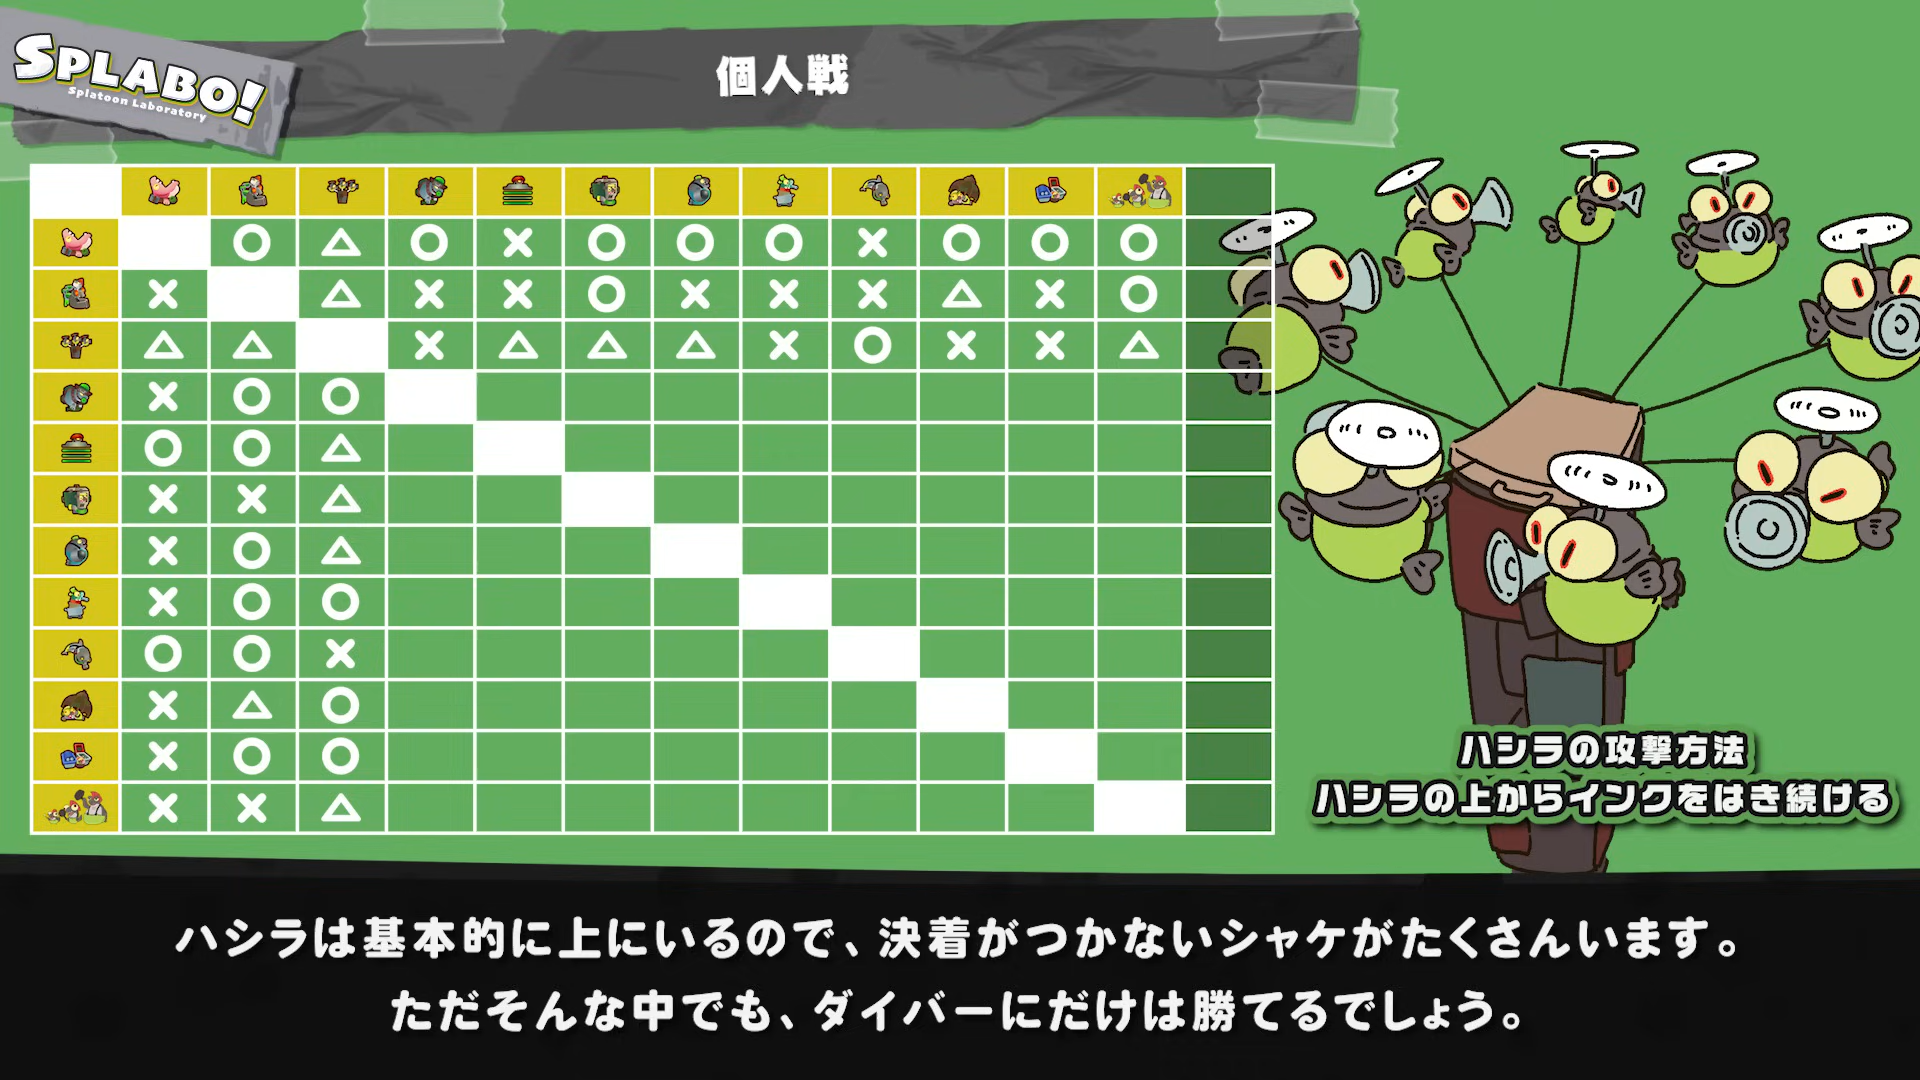 SPLABO!
Splatoon Laboratory
個人戦
○ △ ○ × ○ ○ ○ × ○ ○ ○
× △ × × ○ × × × △ × ○
△ △ × △ △ △ × ○ × × △
× ○ ○
○ ○ △
× × △
× ○ △
× ○ ○
○ ○ ×
× △ ○
× ○ ○
× × △
ハシラの攻撃方法
ハシラの上からインクをはき続ける
ハシラは基本的に上にいるので、決着がつかないシャケがたくさんいます。
ただそんな中でも、ダイバーにだけは勝てるでしょう。